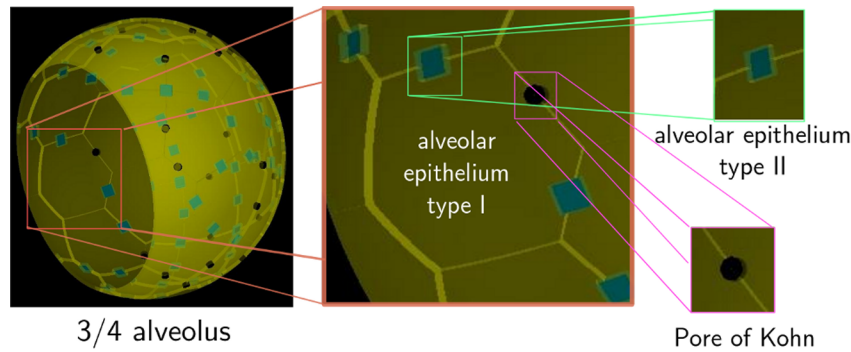 alveolar
epithelium
type I
alveolar epithelium
type II
3/4 alveolus
Pore of Kohn